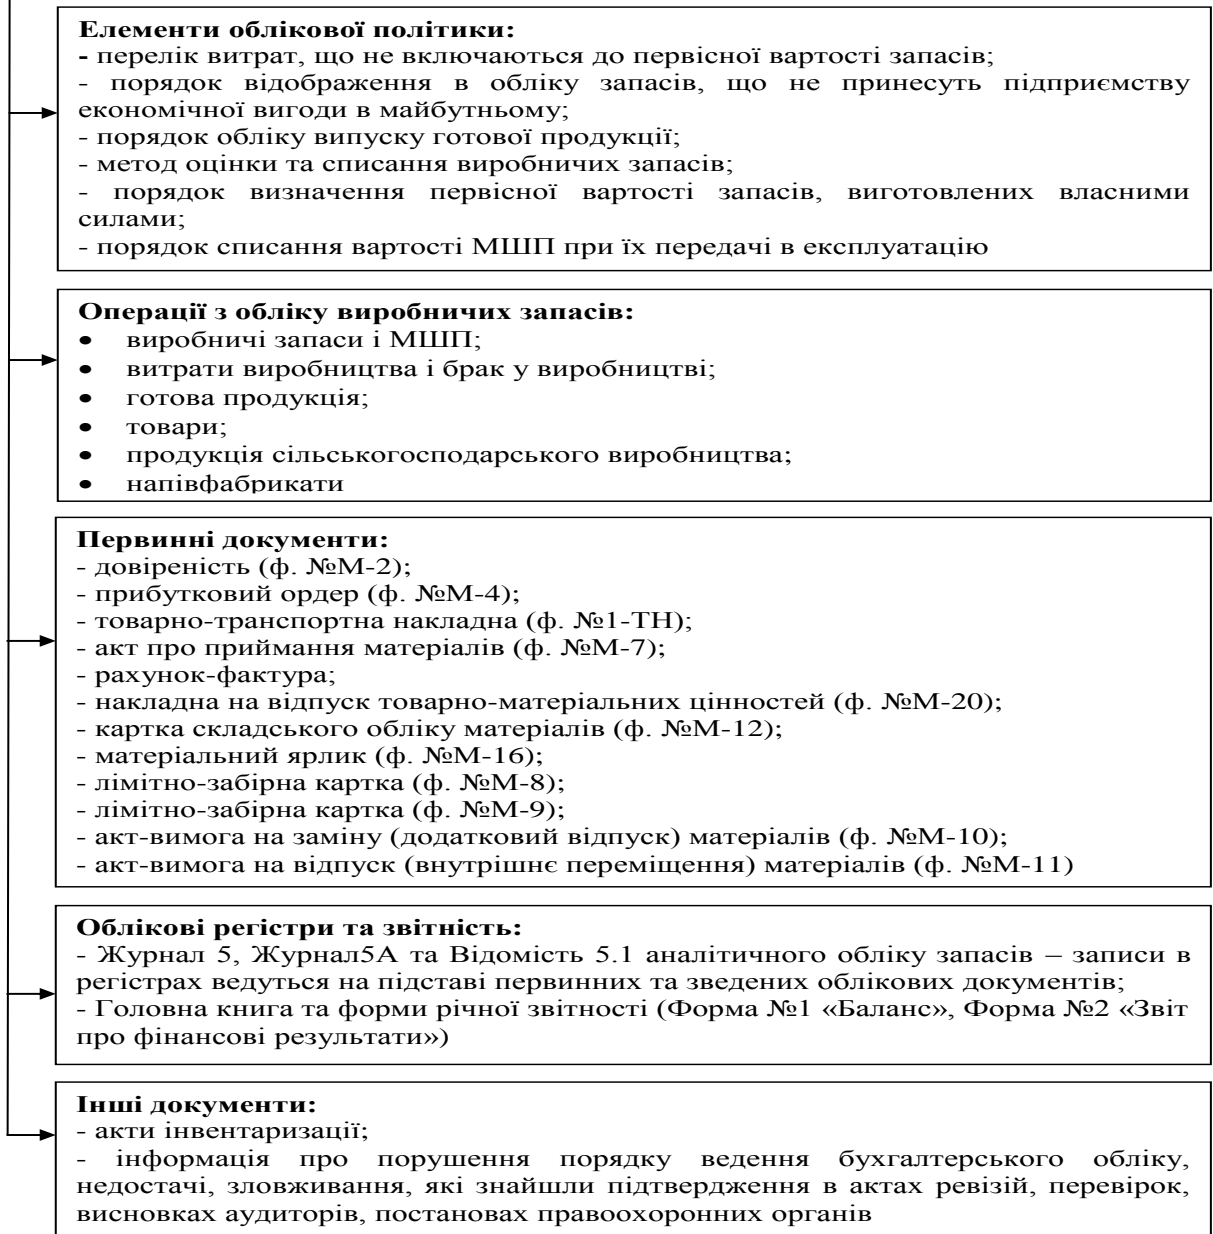 Елементи облікової політики:
- перелік витрат, що не включаються до первісної вартості запасів;
- порядок відображення в обліку запасів, що не принесуть підприємству
економічної вигоди в майбутньому;
- порядок обліку випуску готової продукції;
- метод оцінки та списання виробничих запасів;
- порядок визначення первісної вартості запасів, виготовлених власними
силами;
- порядок списання вартості МШП при їх передачі в експлуатацію
Операції з обліку виробничих запасів:
• виробничі запаси і МШП;
• витрати виробництва і брак у виробництві;
• готова продукція;
• товари;
• продукція сільськогосподарського виробництва;
• напівфабрикати
Первинні документи:
- довіреність (ф. №М-2);
- прибутковий ордер (ф. №М-4);
- товарно-транспортна накладна (ф. №1-ТН);
- акт про приймання матеріалів (ф. №М-7);
- рахунок-фактура;
- накладна на відпуск товарно-матеріальних цінностей (ф. №М-20);
- картка складського обліку матеріалів (ф. №М-12);
- матеріальний ярлик (ф. №М-16);
- лімітно-забірна картка (ф. №М-8);
- лімітно-забірна картка (ф. №М-9);
- акт-вимога на заміну (додатковий відпуск) матеріалів (ф. №М-10);
- акт-вимога на відпуск (внутрішнє переміщення) матеріалів (ф. №М-11)
Облікові регістри та звітність:
- Журнал 5, Журнал5А та Відомість 5.1 аналітичного обліку запасів – записи в
регістрах ведуться на підставі первинних та зведених облікових документів;
- Головна книга та форми річної звітності (Форма №1 «Баланс», Форма №2 «Звіт
про фінансові результати»)
Інші документи:
- акти інвентаризації;
- інформація про порушення порядку ведення бухгалтерського обліку,
недостачі, зловживання, які знайшли підтвердження в актах ревізій, перевірок,
висновках аудиторів, постановах правоохоронних органів